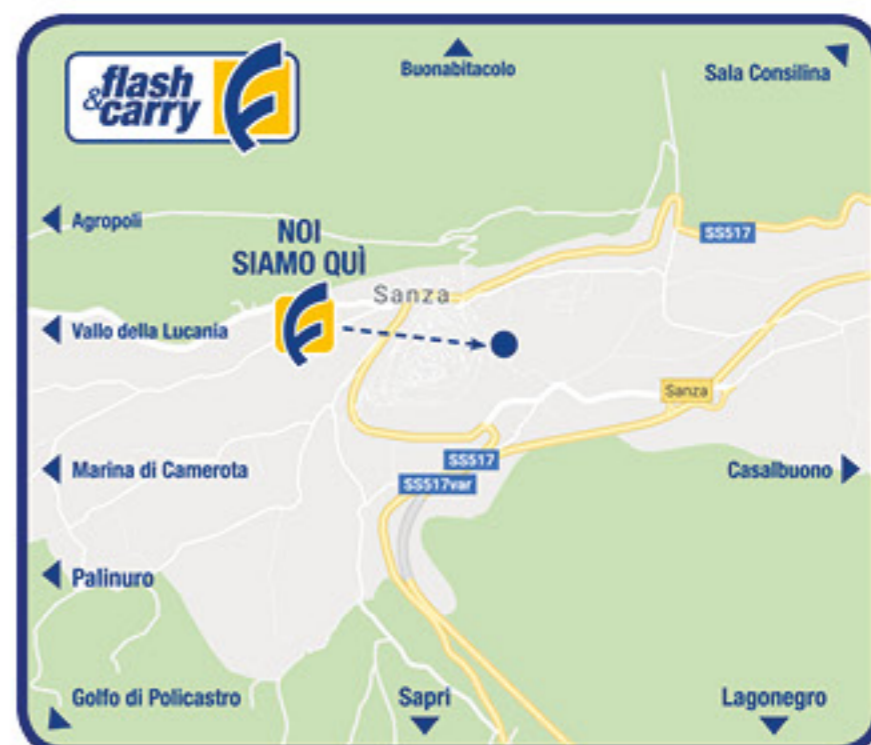 flash
&carry
Buonabitacolo
Sala Consilina
Agropoli
SS517
NOI
SIAMO QUÌ
Sanza
Vallo della Lucania
Sanza
SS517
Marina di Camerota
Casalbuono
SS517var
Palinuro
Golfo di Policastro
Sapri
Lagonegro